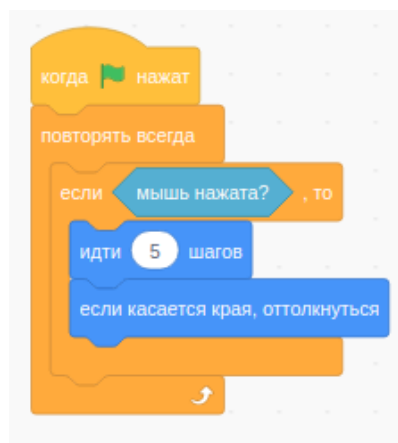 когда нажат
повторять всегда
если мышь нажата? , то
идти 5 шагов
если касается края, оттолкнуться